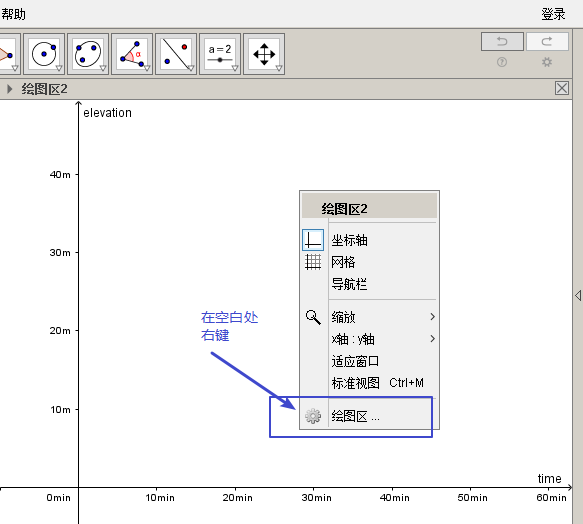 帮助
登录
a = 2
α
绘图区2
elevation
40m
30m
20m
10m
绘图区2
坐标轴
网格
导航栏
缩放
x轴 : y轴
适应窗口
标准视图 Ctrl+M
绘图区 ...
在空白处
右键
time
0min
10min
20min
30min
40min
50min
60min